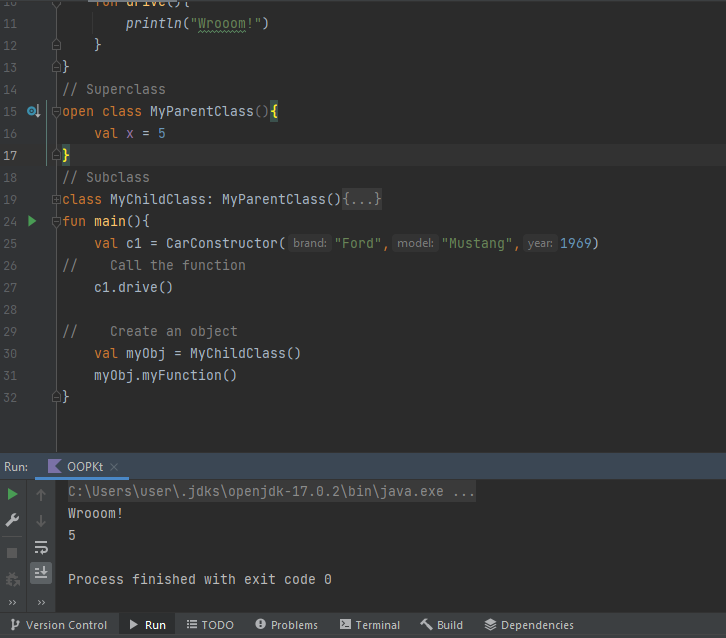 10 fun drive(){
11 println("Wrooom!")
12 }
13 }
14 // Superclass
15 open class MyParentClass(){
16 val x = 5
17 }
18 // Subclass
19 class MyChildClass: MyParentClass(){...}
24 fun main(){
25 val c1 = CarConstructor( brand: "Ford", model: "Mustang", year: 1969)
26 // Call the function
27 c1.drive()
28
29 // Create an object
30 val myObj = MyChildClass()
31 myObj.myFunction()
32 }
Run: OOPKt ×
C:\Users\user\.jdks\openjdk-17.0.2\bin\java.exe ...
Wrooom!
5
Process finished with exit code 0
Version Control Run TODO Problems Terminal Build Dependencies